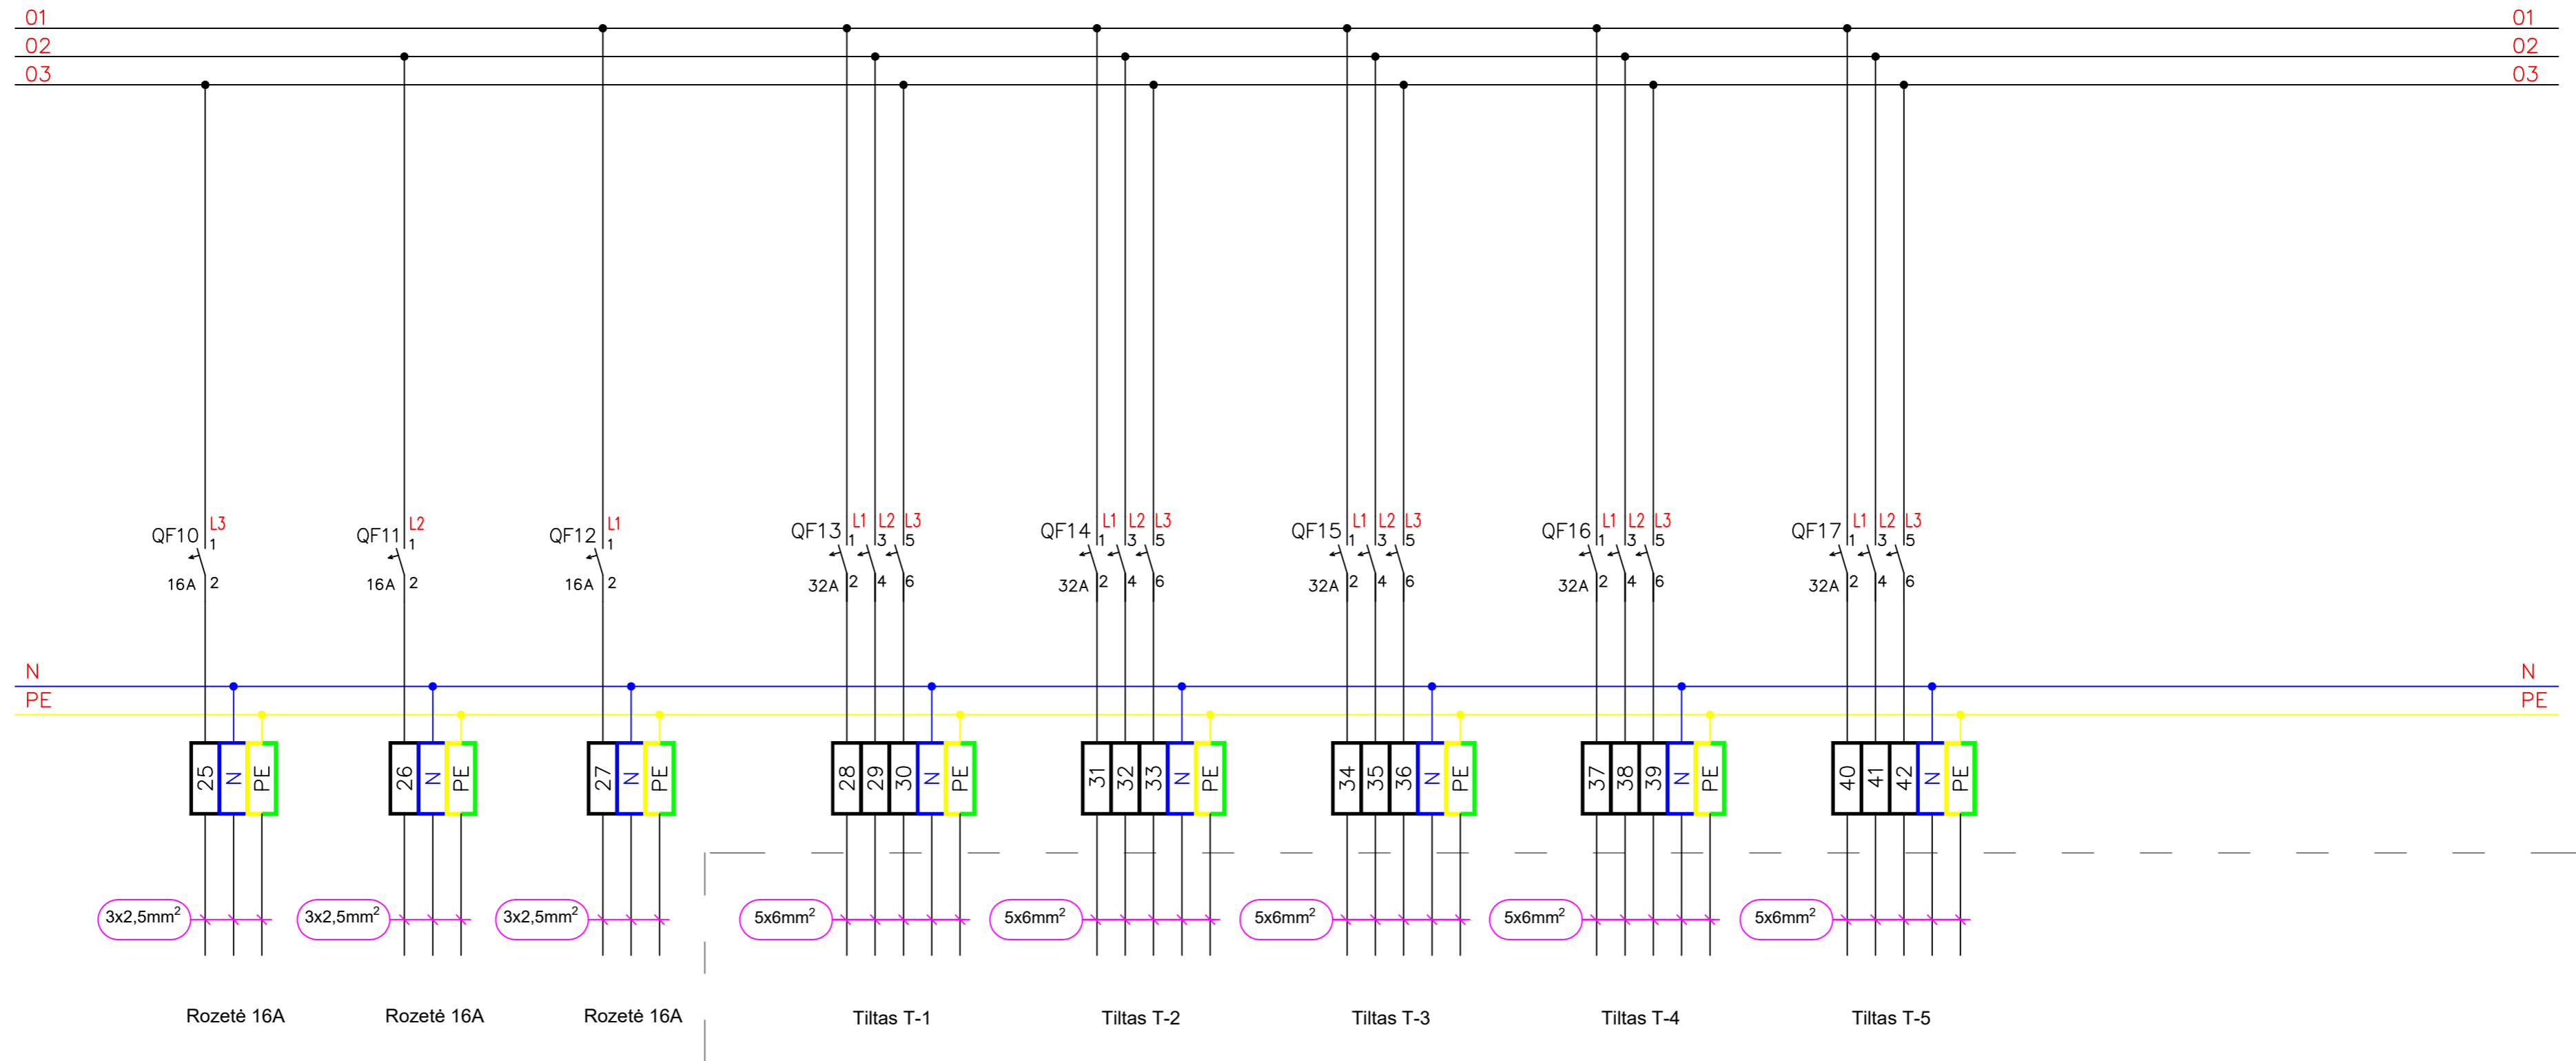 01 01
02 02
03 03
L3 L2 L1 L1 L2 L3 L1 L2 L3 L1 L2 L3 L1 L2 L3 L1 L2 L3
QF10 1 QF11 1 QF12 1 QF13 1 3 5 QF14 1 3 5 QF15 1 3 5 QF16 1 3 5 QF17 1 3 5
16A 2 16A 2 16A 2 32A 2 4 6 32A 2 4 6 32A 2 4 6 32A 2 4 6 32A 2 4 6
N N
PE PE
25 N PE 26 N PE 27 N PE 28 29 30 N PE 31 32 33 N PE 34 35 36 N PE 37 38 39 N PE 40 41 42 N PE
3x2,5mm² 3x2,5mm² 3x2,5mm² 5x6mm² 5x6mm² 5x6mm² 5x6mm² 5x6mm²
Rozetė 16A Rozetė 16A Rozetė 16A Tiltas T-1 Tiltas T-2 Tiltas T-3 Tiltas T-4 Tiltas T-5